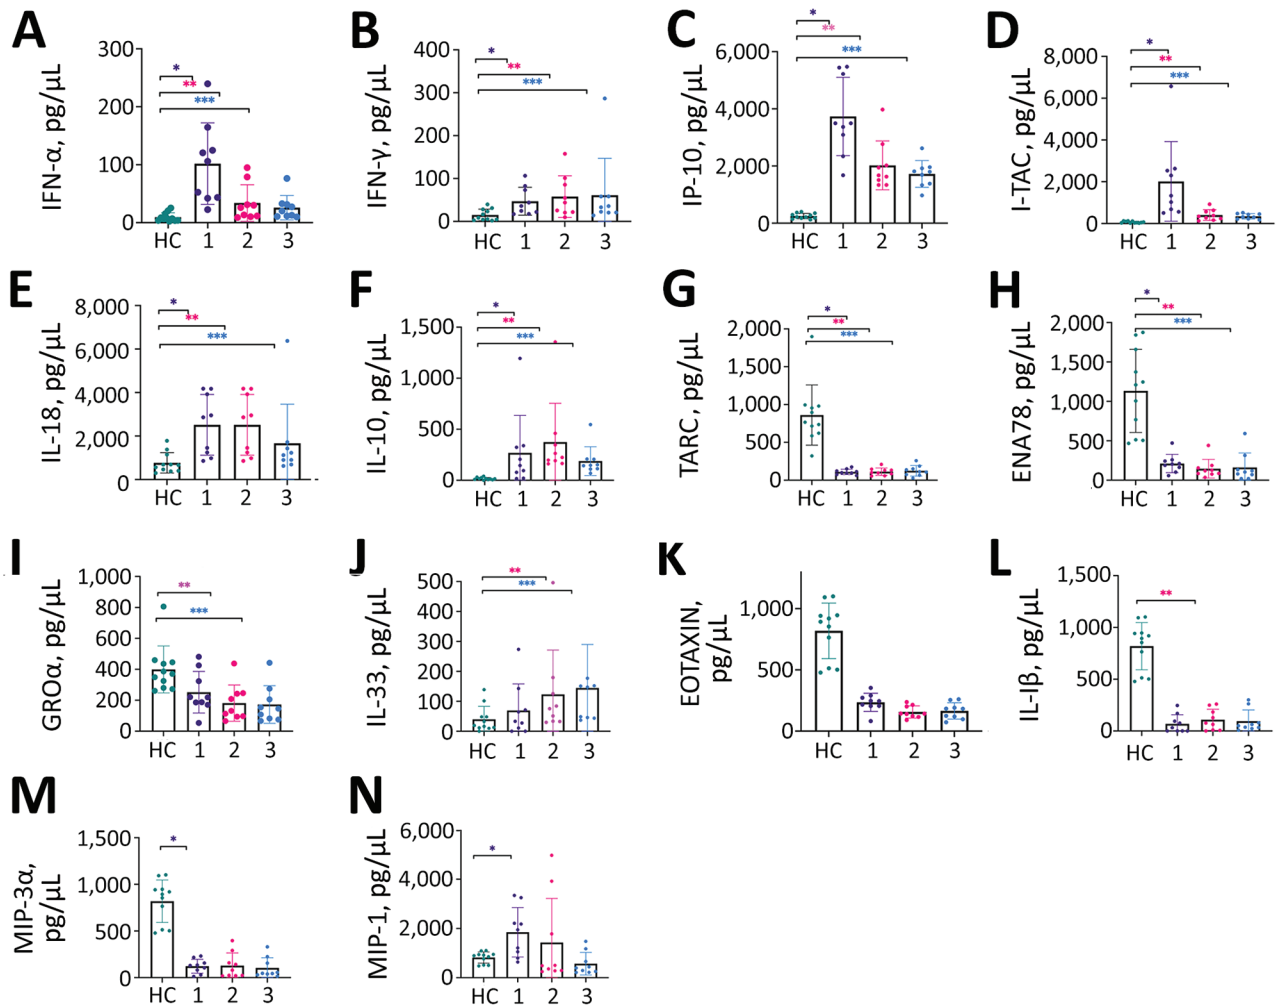 A
IFN-α, pg/μL
300
200
100
0
*
**
***
HC 1 2 3
B
IFN-γ, pg/μL
400
300
200
100
0
*
**
***
HC 1 2 3
C
IP-10, pg/μL
6,000
4,000
2,000
0
*
**
***
HC 1 2 3
D
I-TAC, pg/μL
8,000
6,000
4,000
2,000
0
*
**
***
HC 1 2 3
E
IL-18, pg/μL
8,000
6,000
4,000
2,000
0
*
**
***
HC 1 2 3
F
IL-10, pg/μL
1,500
1,000
500
0
*
**
***
HC 1 2 3
G
TARC, pg/μL
2,000
1,500
1,000
500
0
*
**
***
HC 1 2 3
H
ENA78, pg/μL
2,000
1,500
1,000
500
0
*
**
***
HC 1 2 3
I
GROα, pg/μL
1,000
800
600
400
200
0
**
***
HC 1 2 3
J
IL-33, pg/μL
500
400
300
200
100
0
**
***
HC 1 2 3
K
EOTAXIN,
pg/μL
1,000
500
0
HC 1 2 3
L
IL-Iβ, pg/μL
1,500
1,000
500
0
**
HC 1 2 3
M
MIP-3α,
pg/μL
1,500
1,000
500
0
*
HC 1 2 3
N
MIP-1, pg/μL
6,000
4,000
2,000
0
*
HC 1 2 3